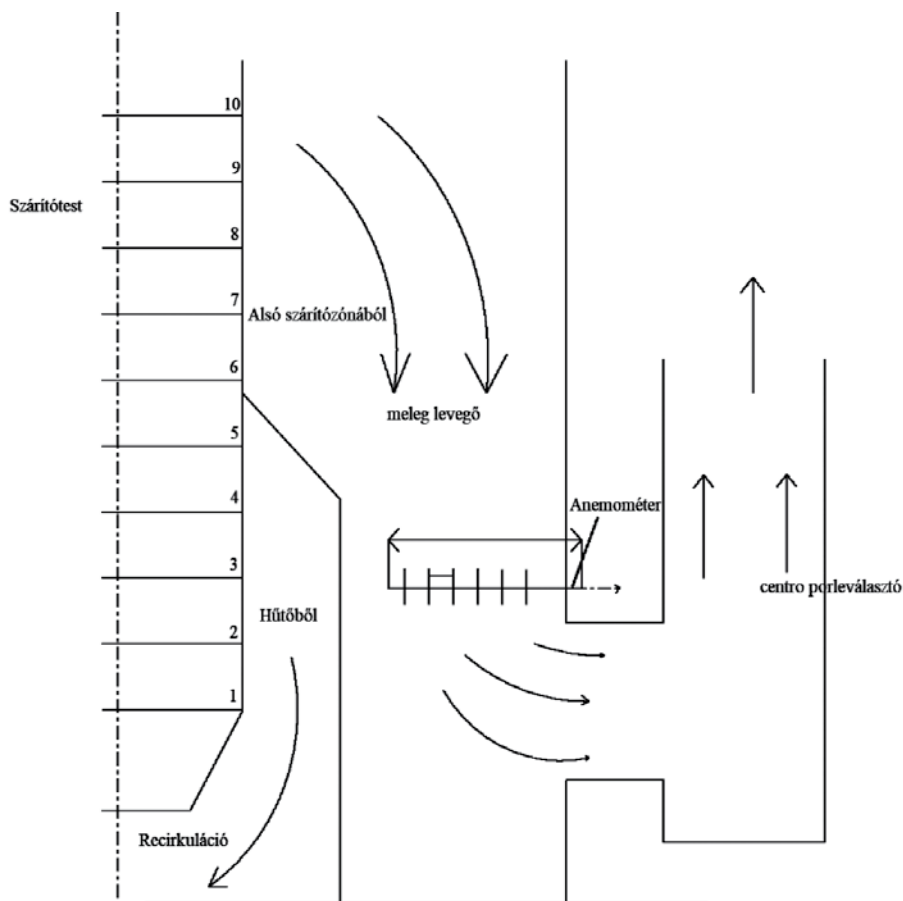 10
9
Szárítótest
8
7
Alsó szárítózónából
6
meleg levegő
5
4
Anemométer
3
centro porleválasztó
Hűtőből
2
1
Recirkuláció